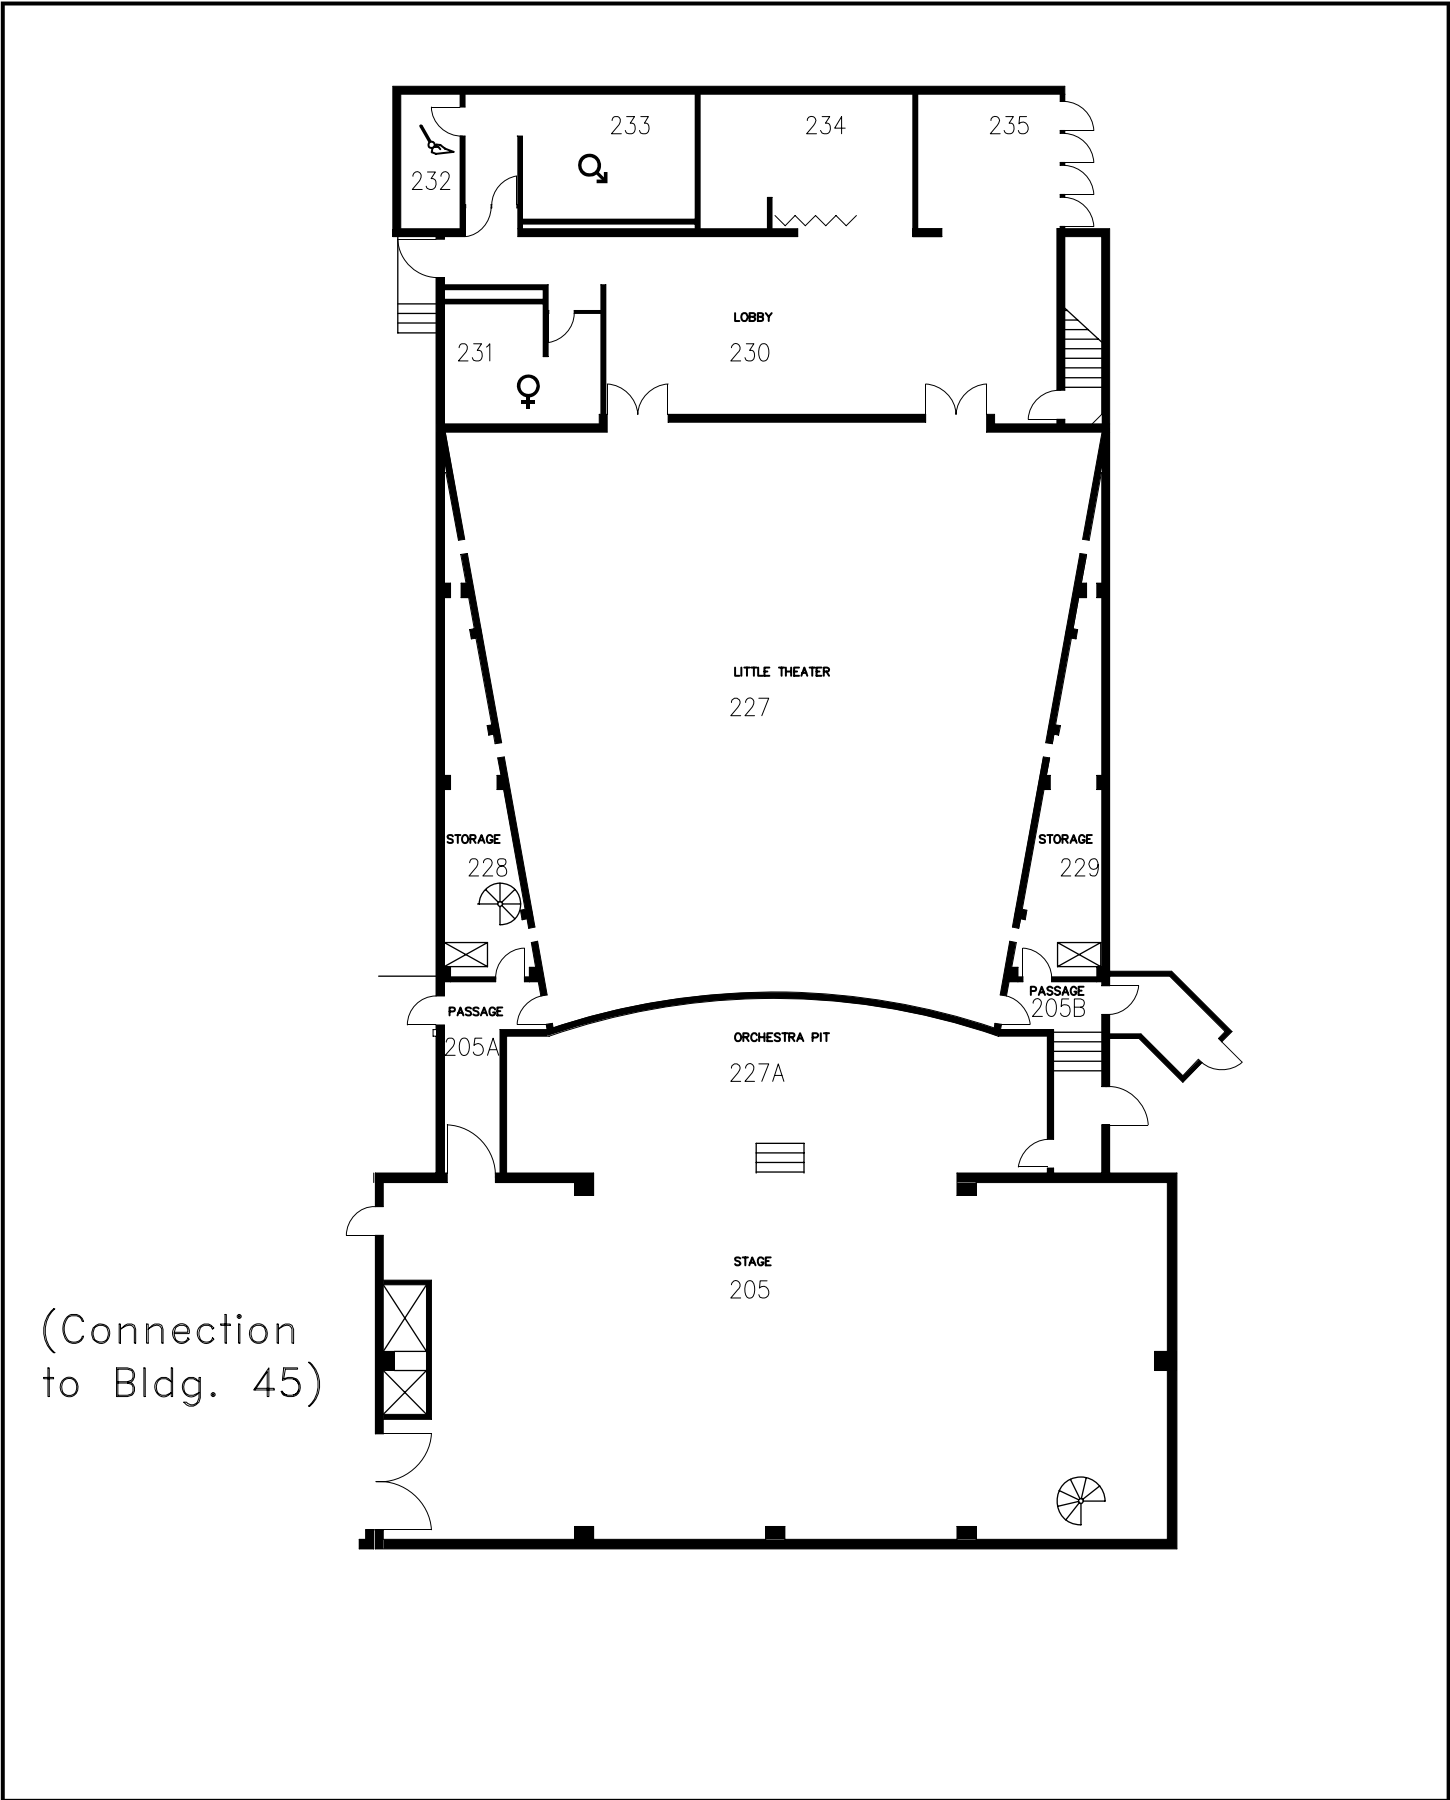 233
234
235
232
LOBBY
230
231
LITTLE THEATER
227
STORAGE
228
STORAGE
229
PASSAGE
205A
PASSAGE
205B
ORCHESTRA PIT
227A
STAGE
205
(Connection
to Bldg. 45)